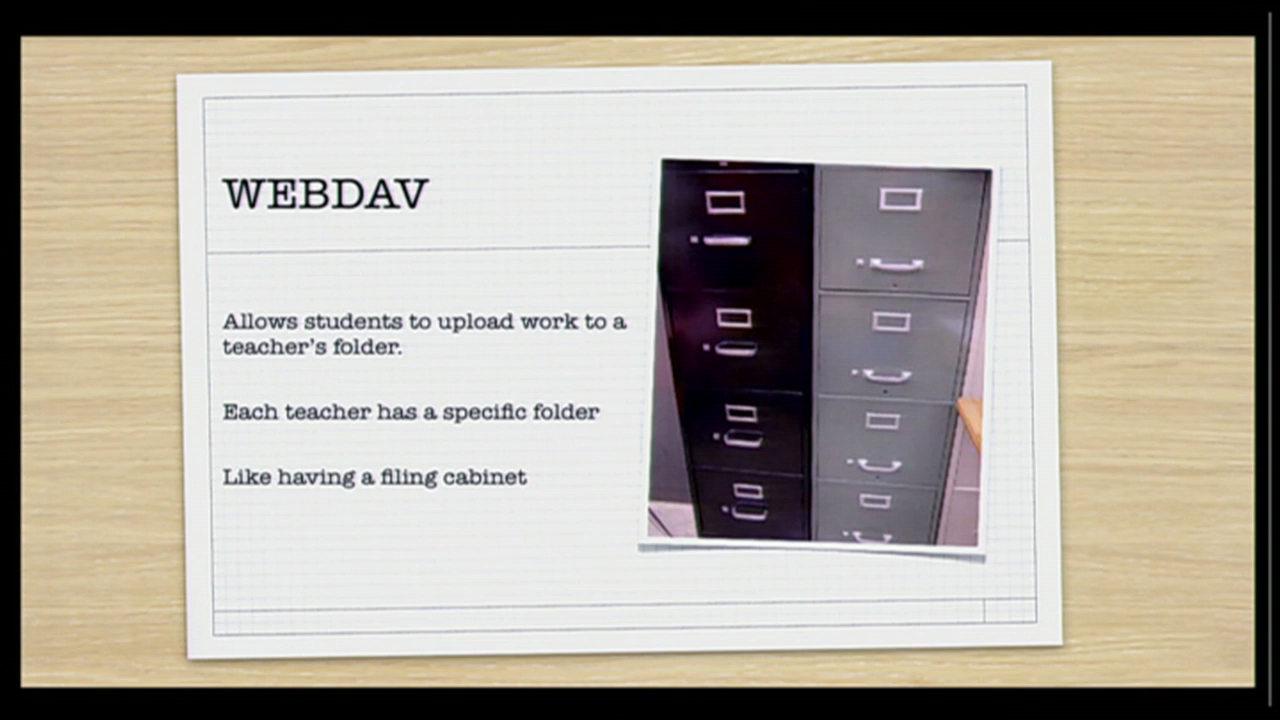 WEBDAV
Allows students to upload work to a
teacher's folder.
Each teacher has a specific folder
Like having a filing cabinet